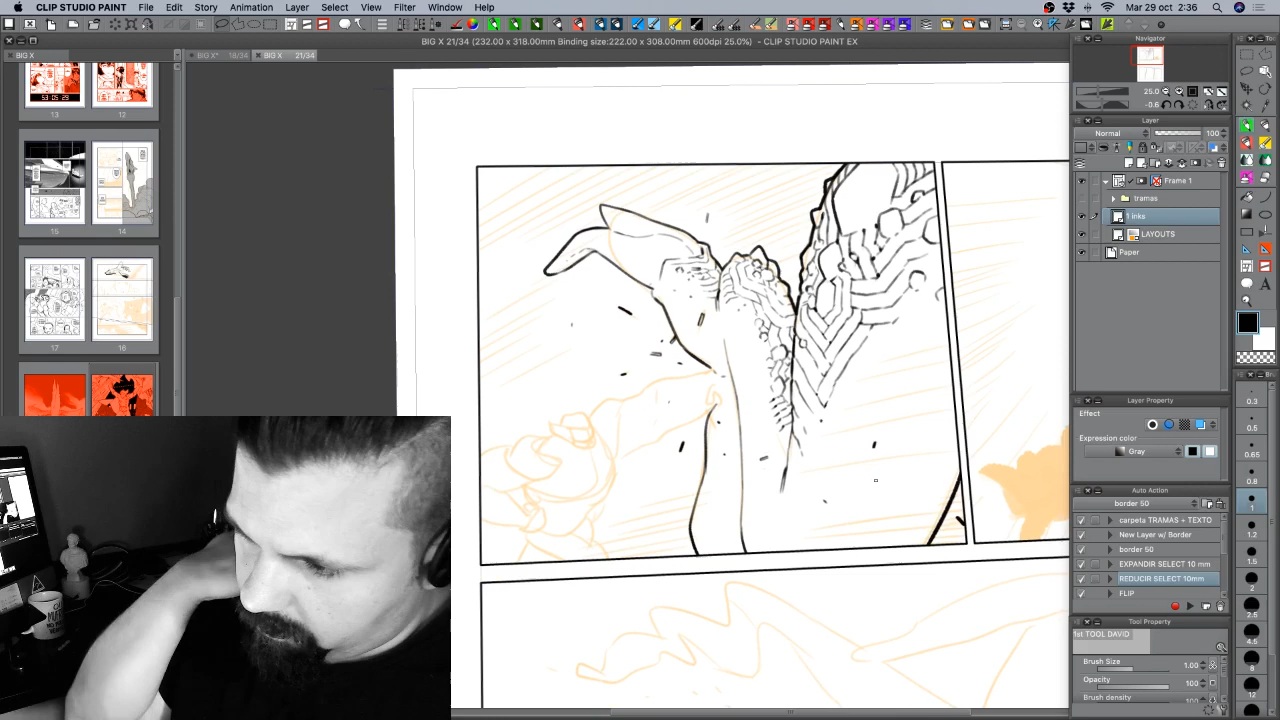 CLIP STUDIO PAINT File Edit Story Animation Layer Select View Filter Window Help Mar 29 oct 2:36
BIG X 21/34 (232.00 x 318.00mm Binding size:222.00 x 308.00mm 600dpi 25.0%) - CLIP STUDIO PAINT EX
BIG X
BIG X* 18/34
BIG X 21/34
13 12
15 14
17 16
Navigator
25.0
-0.6
Layer
Normal 100
Frame 1
tramas
1 inks
LAYOUTS
Paper
Layer Property
Effect
Expression color
Gray
Auto Action
border 50
carpeta TRAMAS + TEXTO
New Layer w/ Border
border 50
EXPANDIR SELECT 10 mm
REDUCIR SELECT 10mm
FLIP
Tool Property
1st TOOL DAVID
Brush Size 1.00
Opacity 100
Brush density 100
To
Br
0.3
0.5
0.65
0.8
1
1.2
1.5
2
2.5
4.5
8
12